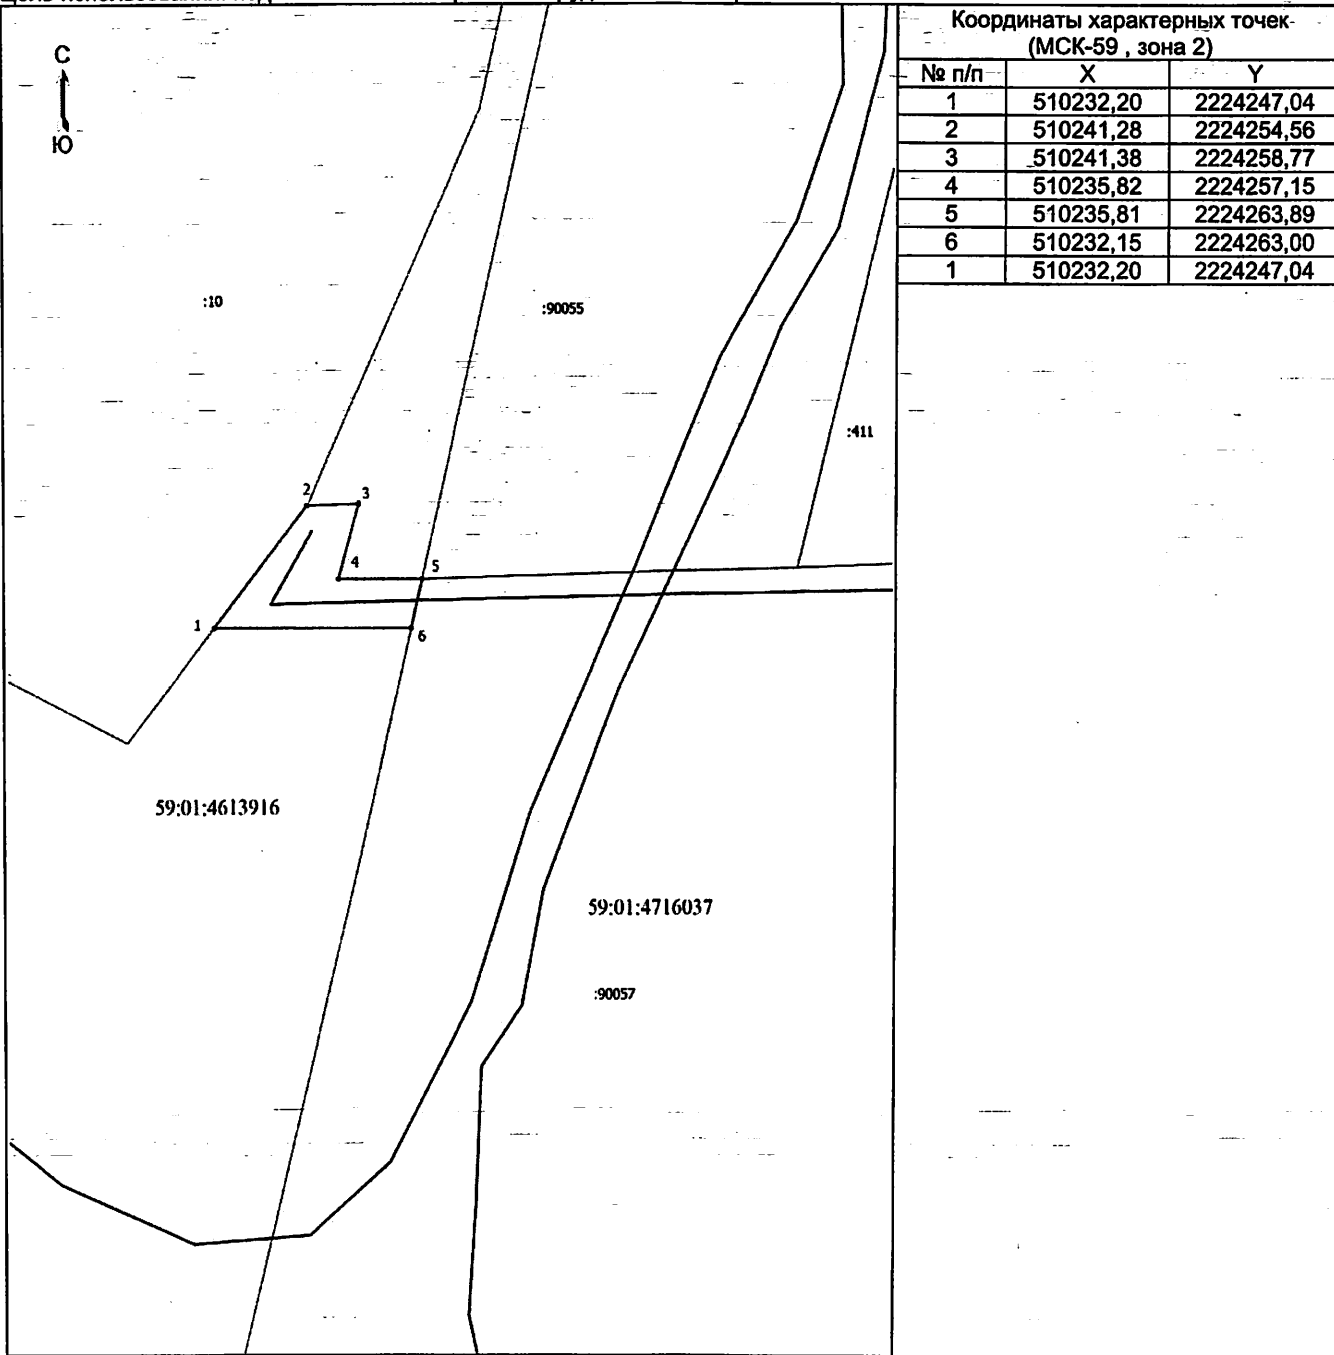 Координаты характерных точек
(МСК-59 , зона 2)
№ п/п X Y
1 510232,20 2224247,04
2 510241,28 2224254,56
3 510241,38 2224258,77
4 510235,82 2224257,15
5 510235,81 2224263,89
6 510232,15 2224263,00
1 510232,20 2224247,04
С
Ю
:10
:90055
:411
2
3
4
5
1
6
59:01:4613916
59:01:4716037
:90057